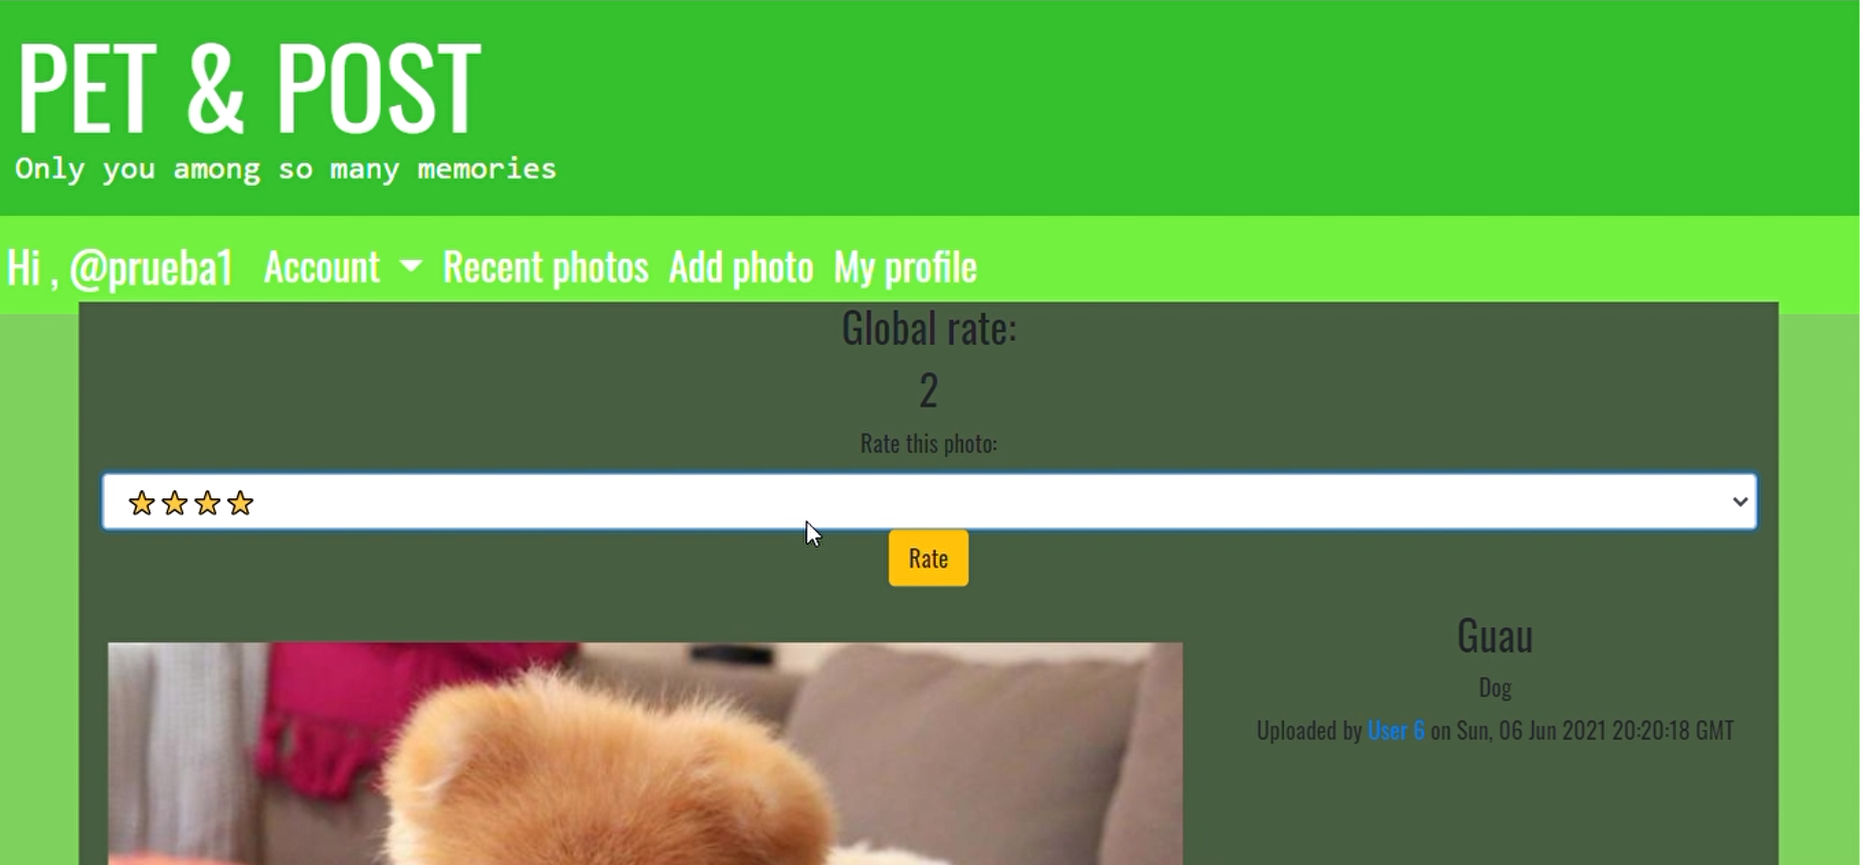 PET & POST
Only you among so many memories
Hi , @prueba1 Account Recent photos Add photo My profile
Global rate:
2
Rate this photo:
Rate
Guau
Dog
Uploaded by User 6 on Sun, 06 Jun 2021 20:20:18 GMT